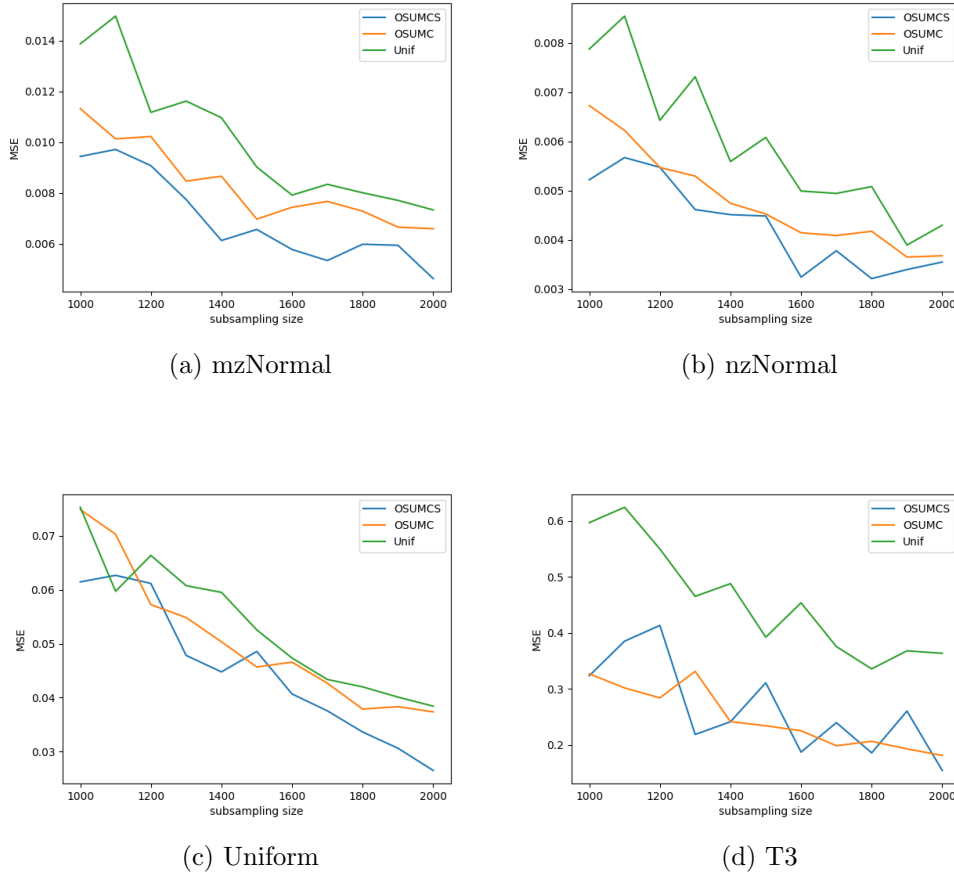 OSUMCS
OSUMC
Unif
0.014
0.012
0.010
0.008
0.006
MSE
1000 1200 1400 1600 1800 2000
subsampling size
(a) mzNormal
OSUMCS
OSUMC
Unif
0.008
0.007
0.006
0.005
0.004
0.003
MSE
1000 1200 1400 1600 1800 2000
subsampling size
(b) nzNormal
OSUMCS
OSUMC
Unif
0.07
0.06
0.05
0.04
0.03
MSE
1000 1200 1400 1600 1800 2000
subsampling size
(c) Uniform
OSUMCS
OSUMC
Unif
0.6
0.5
0.4
0.3
0.2
MSE
1000 1200 1400 1600 1800 2000
subsampling size
(d) T3